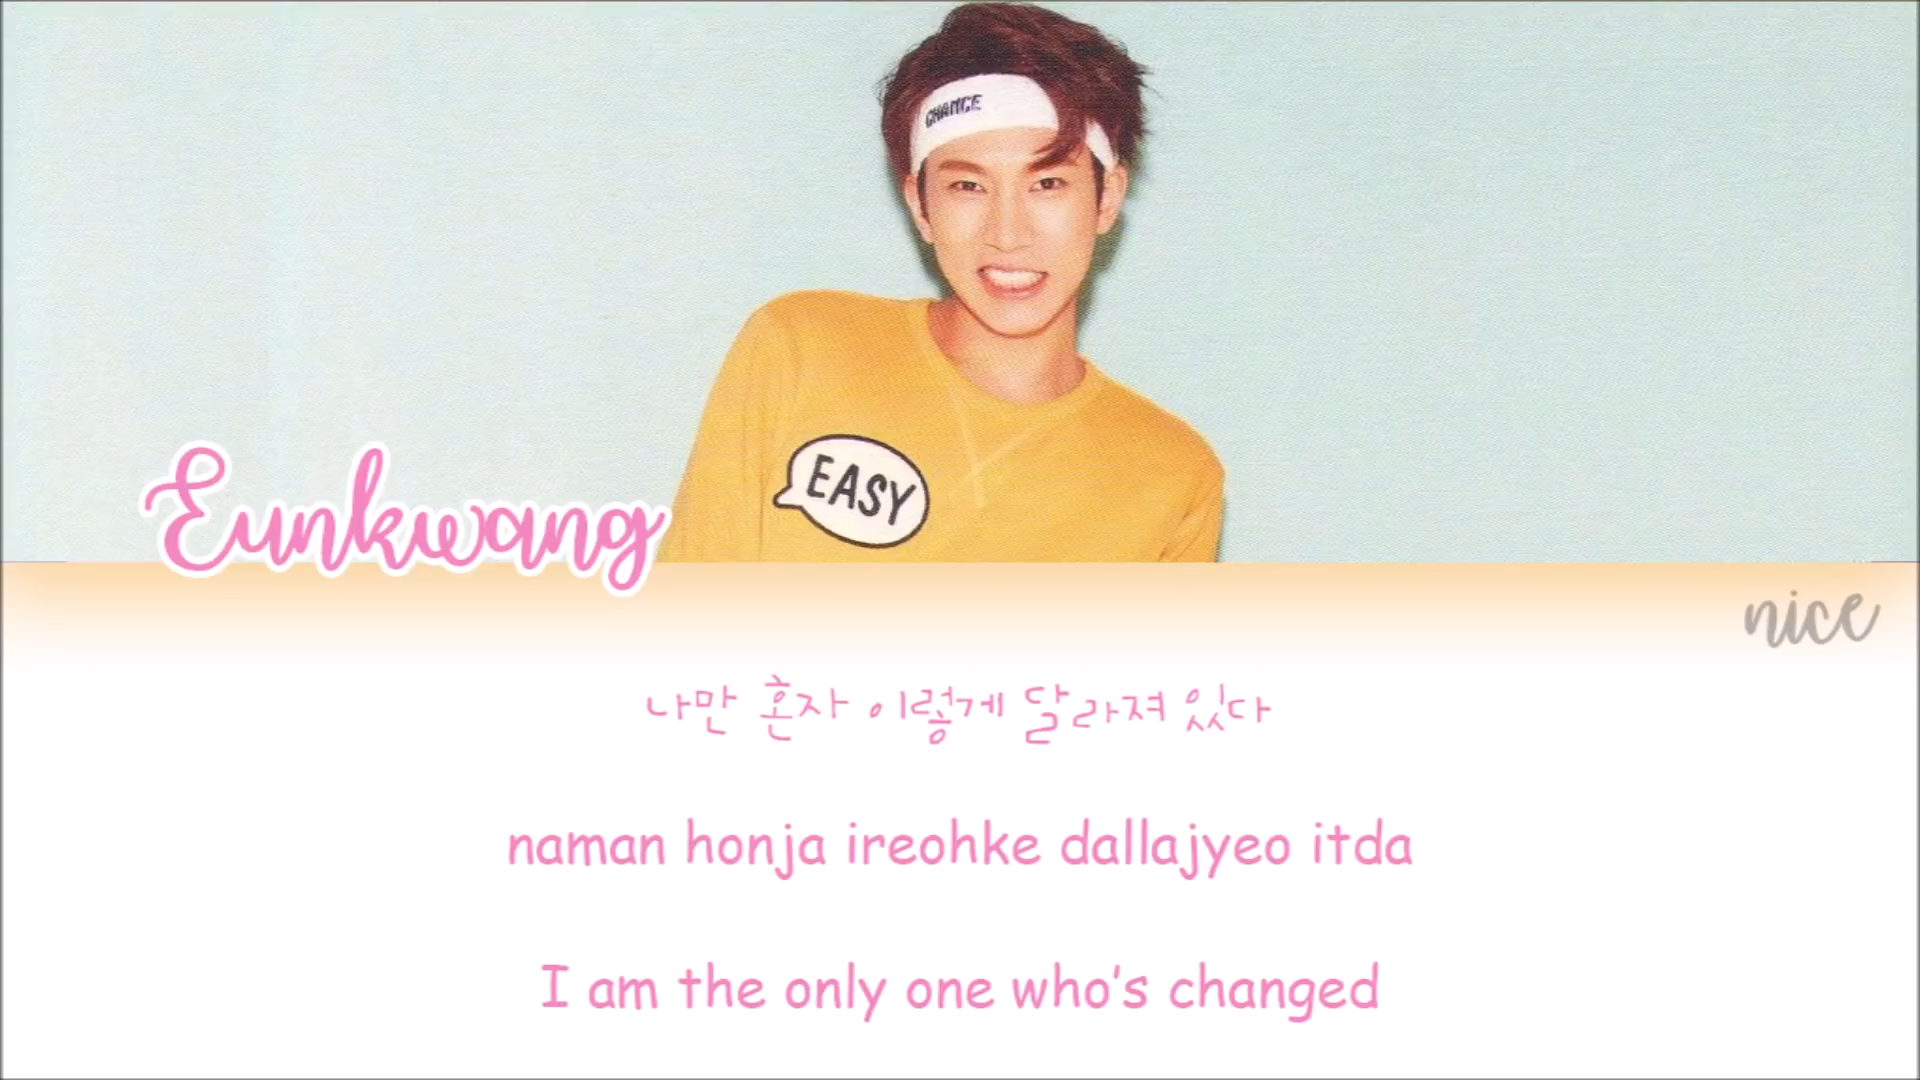 CHANCE
EASY
Eunkwang
nice
나만 혼자 이렇게 달라져 있다
naman honja ireohke dallajyeo itda
I am the only one who's changed